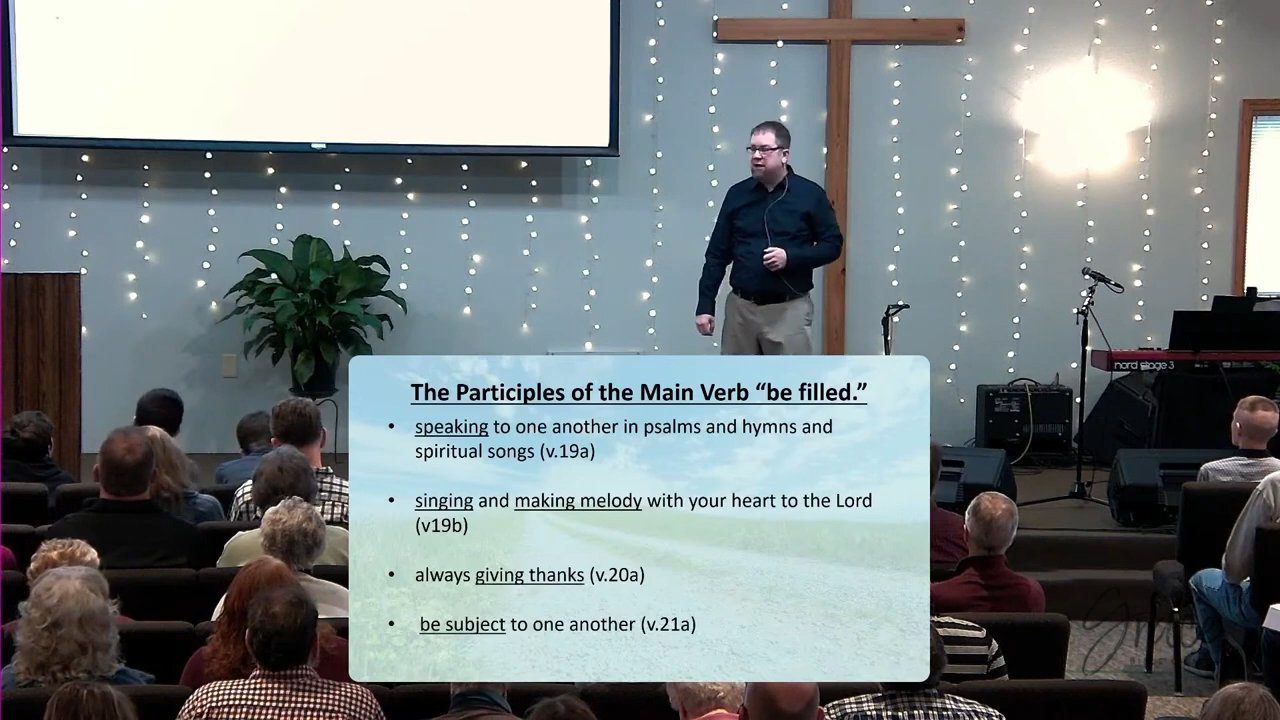 The Participles of the Main Verb “be filled.”
• speaking to one another in psalms and hymns and
spiritual songs (v.19a)
• singing and making melody with your heart to the Lord
(v19b)
• always giving thanks (v.20a)
• be subject to one another (v.21a)
nord stage 3